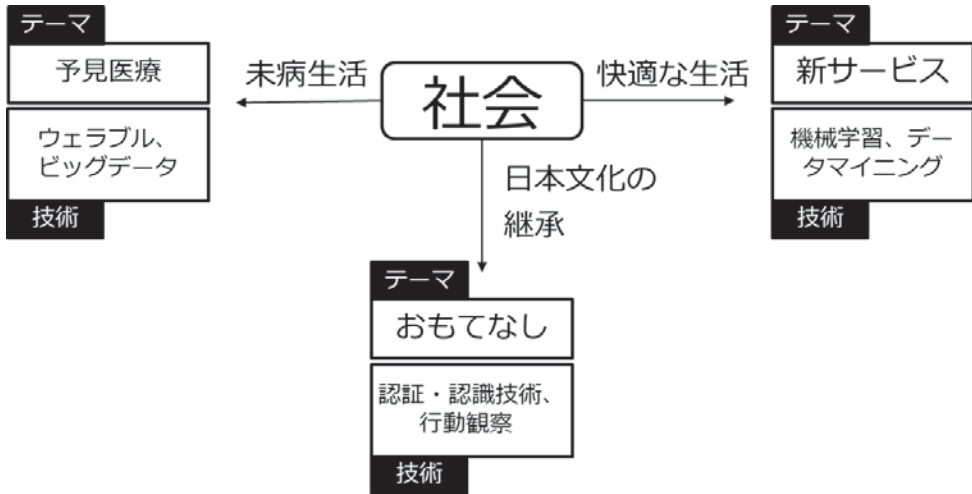 テーマ
予見医療
ウェラブル、
ビッグデータ
技術
未病生活
社会
快適な生活
テーマ
新サービス
機械学習、デー
タマイニング
技術
日本文化の
継承
テーマ
おもてなし
認証・認識技術、
行動観察
技術